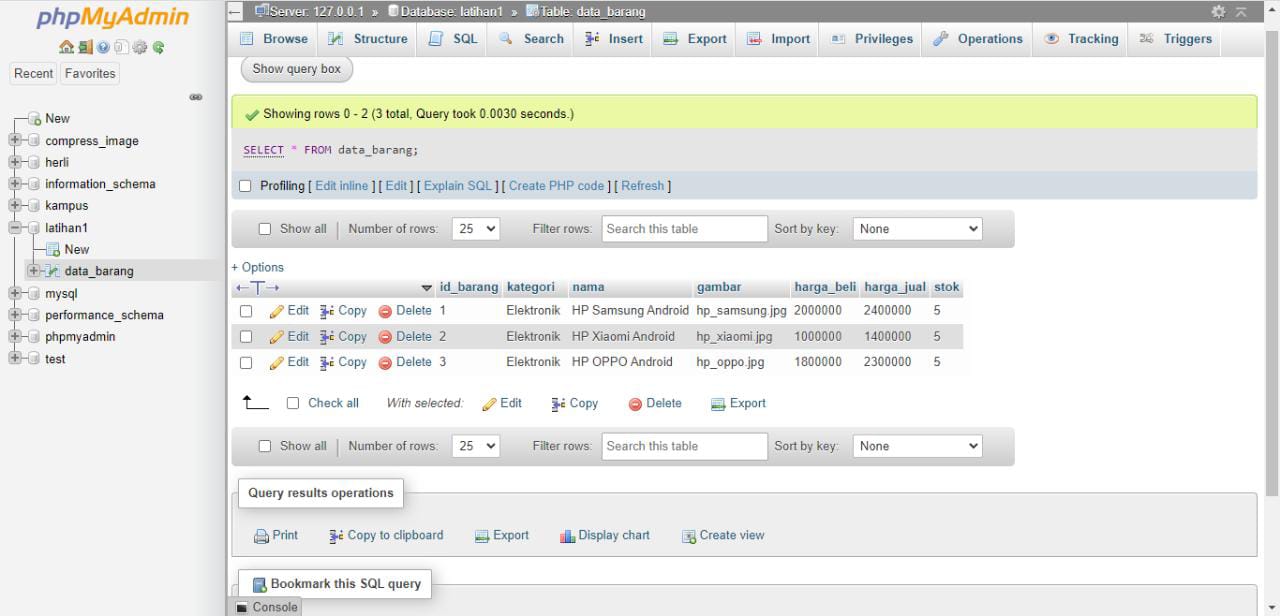 phpMyAdmin
Recent Favorites
New
compress_image
herli
information_schema
kampus
latihan1
New
data_barang
mysql
performance_schema
phpmyadmin
test
Server: 127.0.0.1 » Database: latihan1 » Table: data_barang
Browse Structure SQL Search Insert Export Import Privileges Operations Tracking Triggers
Show query box
Showing rows 0 - 2 (3 total, Query took 0.0030 seconds.)
SELECT * FROM data_barang;
Profiling [ Edit inline ] [ Edit ] [ Explain SQL ] [ Create PHP code ] [ Refresh ]
Show all Number of rows: 25 Filter rows: Search this table Sort by key: None
+ Options
id_barang kategori nama gambar harga_beli harga_jual stok
Edit Copy Delete 1 Elektronik HP Samsung Android hp_samsung.jpg 2000000 2400000 5
Edit Copy Delete 2 Elektronik HP Xiaomi Android hp_xiaomi.jpg 1000000 1400000 5
Edit Copy Delete 3 Elektronik HP OPPO Android hp_oppo.jpg 1800000 2300000 5
Check all With selected: Edit Copy Delete Export
Show all Number of rows: 25 Filter rows: Search this table Sort by key: None
Query results operations
Print Copy to clipboard Export Display chart Create view
Bookmark this SQL query
Console